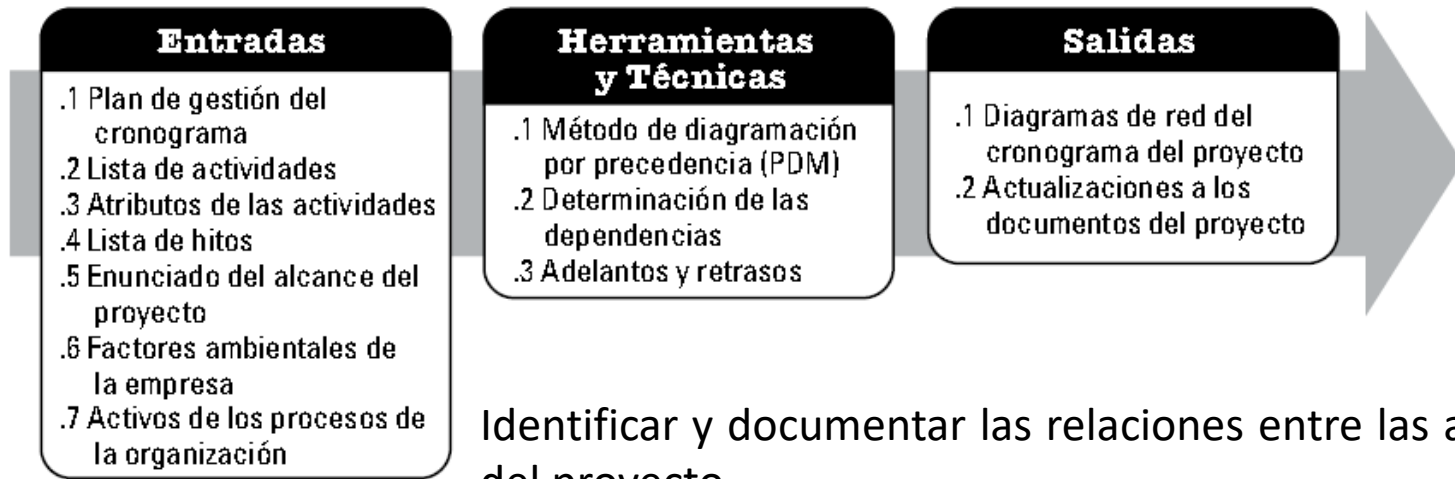 Entradas
.1 Plan de gestión del
cronograma
.2 Lista de actividades
.3 Atributos de las actividades
.4 Lista de hitos
.5 Enunciado del alcance del
proyecto
.6 Factores ambientales de
la empresa
.7 Activos de los procesos de
la organización
Herramientas
y Técnicas
.1 Método de diagramación
por precedencia (PDM)
.2 Determinación de las
dependencias
.3 Adelantos y retrasos
Salidas
.1 Diagramas de red del
cronograma del proyecto
.2 Actualizaciones a los
documentos del proyecto
Identificar y documentar las relaciones entre las a
del proyecto